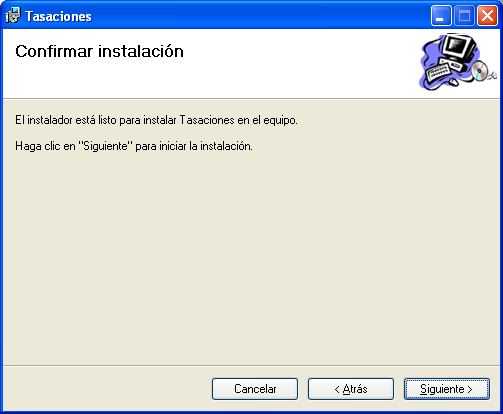 Tasaciones
Confirmar instalación
El instalador está listo para instalar Tasaciones en el equipo.
Haga clic en "Siguiente" para iniciar la instalación.
Cancelar
< Atrás
Siguiente >